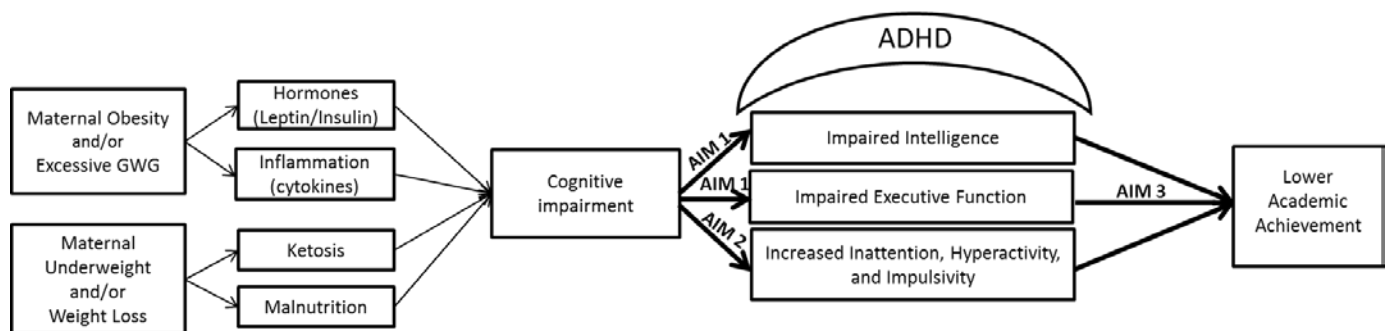 ADHD
Maternal Obesity
and/or
Excessive GWG
Hormones
(Leptin/Insulin)
Inflammation
(cytokines)
Maternal
Underweight
and/or
Weight Loss
Ketosis
Malnutrition
Cognitive
impairment
AIM 1
AIM 1
AIM 2
Impaired Intelligence
Impaired Executive Function
Increased Inattention, Hyperactivity,
and Impulsivity
AIM 3
Lower
Academic
Achievement